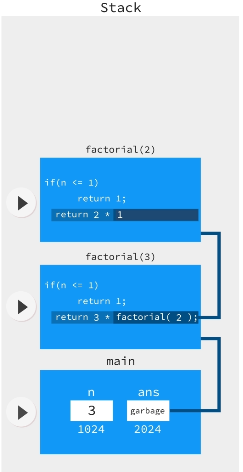 Stack
factorial(2)
if(n <= 1)
return 1;
return 2 * 1
factorial(3)
if(n <= 1)
return 1;
return 3 * factorial( 2 );
main
n ans
3 garbage
1024 2024